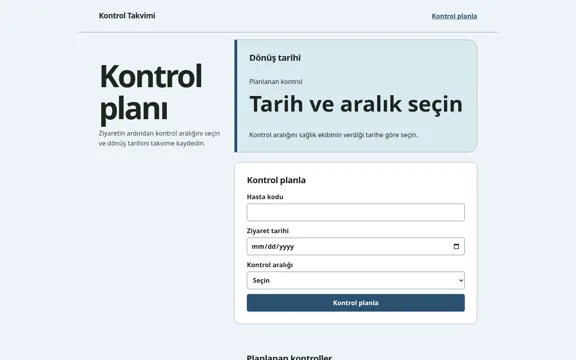 Kontrol Takvimi
Kontrol planla
Kontrol
planı
Ziyaretin ardından kontrol aralığını seçin
ve dönüş tarihini takvime kaydedin.
Dönüş tarihi
Planlanan kontrol
Tarih ve aralık seçin
Kontrol aralığını sağlık ekibinin verdiği tarihe göre seçin.
Kontrol planla
Hasta kodu
Ziyaret tarihi
mm/dd/yyyy
Kontrol aralığı
Seçin
Kontrol planla
Planlanan kontroller